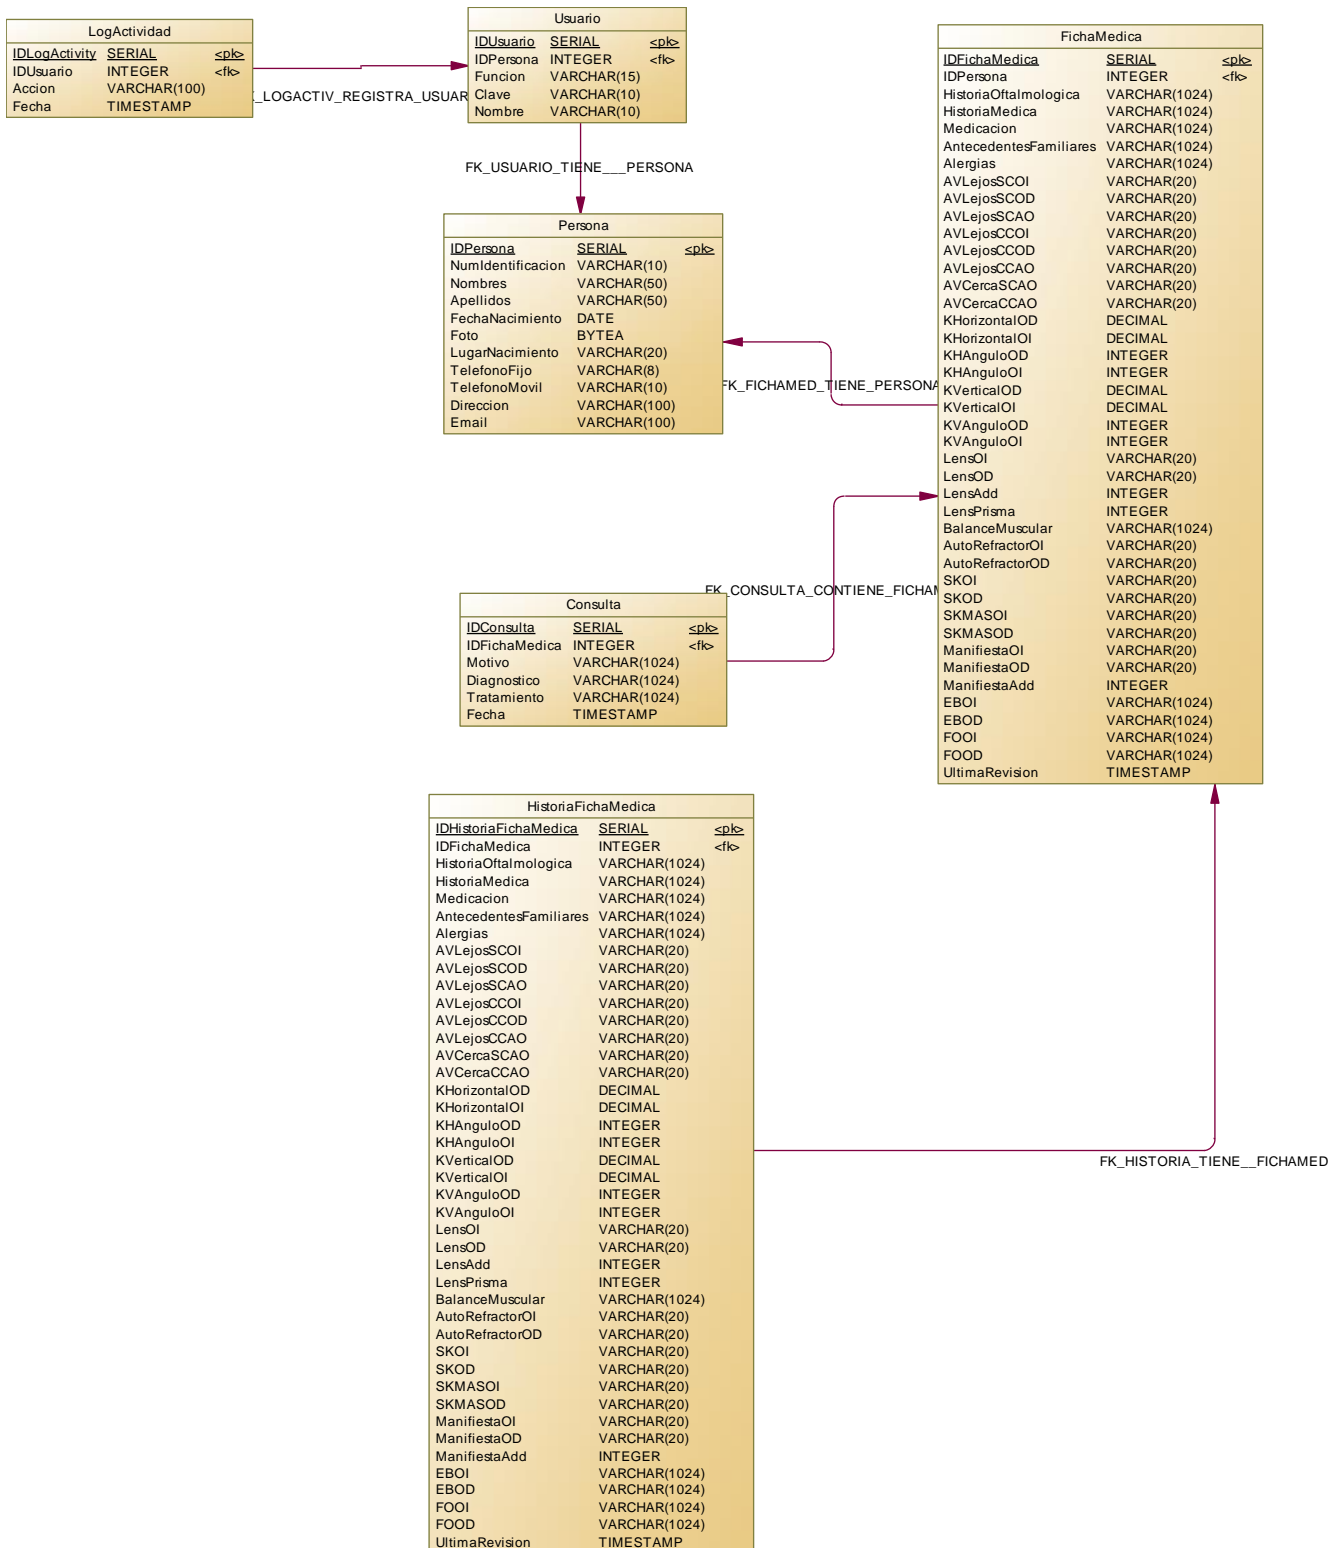 LogActividad
IDLogActivity SERIAL <pk>
IDUsuario INTEGER <fk>
Accion VARCHAR(100)
Fecha TIMESTAMP
_LOGACTIV_REGISTRA_USUAR
Usuario
IDUsuario SERIAL <pk>
IDPersona INTEGER <fk>
Funcion VARCHAR(15)
Clave VARCHAR(10)
Nombre VARCHAR(10)
FK_USUARIO_TIENE___PERSONA
Persona
IDPersona SERIAL <pk>
NumIdentificacion VARCHAR(10)
Nombres VARCHAR(50)
Apellidos VARCHAR(50)
FechaNacimiento DATE
Foto BYTEA
LugarNacimiento VARCHAR(20)
TelefonoFijo VARCHAR(8)
TelefonoMovil VARCHAR(10)
Direccion VARCHAR(100)
Email VARCHAR(100)
FK_FICHAMED_TIENE_PERSONA
FichaMedica
IDFichaMedica SERIAL <pk>
IDPersona INTEGER <fk>
HistoriaOftalmologica VARCHAR(1024)
HistoriaMedica VARCHAR(1024)
Medicacion VARCHAR(1024)
AntecedentesFamiliares VARCHAR(1024)
Alergias VARCHAR(1024)
AVLejosSCOI VARCHAR(20)
AVLejosSCOD VARCHAR(20)
AVLejosSCAO VARCHAR(20)
AVLejosCCOI VARCHAR(20)
AVLejosCCOD VARCHAR(20)
AVLejosCCAO VARCHAR(20)
AVCercaSCAO VARCHAR(20)
AVCercaCCAO VARCHAR(20)
KHorizontalOD DECIMAL
KHorizontalOI DECIMAL
KHAnguloOD INTEGER
KHAnguloOI INTEGER
KVerticalOD DECIMAL
KVerticalOI DECIMAL
KVAnguloOD INTEGER
KVAnguloOI INTEGER
LensOI VARCHAR(20)
LensOD VARCHAR(20)
LensAdd INTEGER
LensPrisma INTEGER
BalanceMuscular VARCHAR(1024)
AutoRefractorOI VARCHAR(20)
AutoRefractorOD VARCHAR(20)
SKOI VARCHAR(20)
SKOD VARCHAR(20)
SKMASOI VARCHAR(20)
SKMASOD VARCHAR(20)
ManifiestaOI VARCHAR(20)
ManifiestaOD VARCHAR(20)
ManifiestaAdd INTEGER
EBOI VARCHAR(1024)
EBOD VARCHAR(1024)
FOOI VARCHAR(1024)
FOOD VARCHAR(1024)
UltimaRevision TIMESTAMP
FK_CONSULTA_CONTIENE_FICHAM
Consulta
IDConsulta SERIAL <pk>
IDFichaMedica INTEGER <fk>
Motivo VARCHAR(1024)
Diagnostico VARCHAR(1024)
Tratamiento VARCHAR(1024)
Fecha TIMESTAMP
HistoriaFichaMedica
IDHistoriaFichaMedica SERIAL <pk>
IDFichaMedica INTEGER <fk>
HistoriaOftalmologica VARCHAR(1024)
HistoriaMedica VARCHAR(1024)
Medicacion VARCHAR(1024)
AntecedentesFamiliares VARCHAR(1024)
Alergias VARCHAR(1024)
AVLejosSCOI VARCHAR(20)
AVLejosSCOD VARCHAR(20)
AVLejosSCAO VARCHAR(20)
AVLejosCCOI VARCHAR(20)
AVLejosCCOD VARCHAR(20)
AVLejosCCAO VARCHAR(20)
AVCercaSCAO VARCHAR(20)
AVCercaCCAO VARCHAR(20)
KHorizontalOD DECIMAL
KHorizontalOI DECIMAL
KHAnguloOD INTEGER
KHAnguloOI INTEGER
KVerticalOD DECIMAL
KVerticalOI DECIMAL
KVAnguloOD INTEGER
KVAnguloOI INTEGER
LensOI VARCHAR(20)
LensOD VARCHAR(20)
LensAdd INTEGER
LensPrisma INTEGER
BalanceMuscular VARCHAR(1024)
AutoRefractorOI VARCHAR(20)
AutoRefractorOD VARCHAR(20)
SKOI VARCHAR(20)
SKOD VARCHAR(20)
SKMASOI VARCHAR(20)
SKMASOD VARCHAR(20)
ManifiestaOI VARCHAR(20)
ManifiestaOD VARCHAR(20)
ManifiestaAdd INTEGER
EBOI VARCHAR(1024)
EBOD VARCHAR(1024)
FOOI VARCHAR(1024)
FOOD VARCHAR(1024)
UltimaRevision TIMESTAMP
FK_HISTORIA_TIENE__FICHAMED